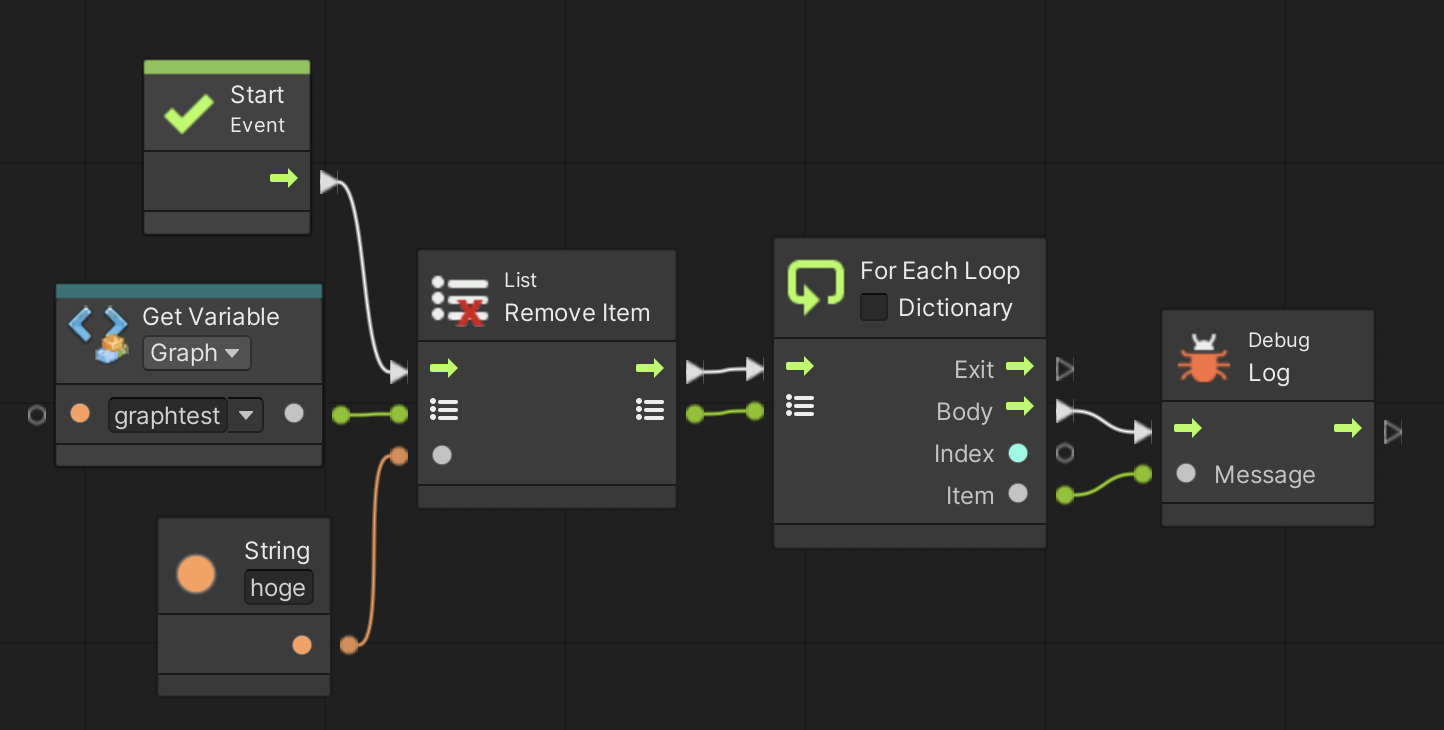 Start
Event
Get Variable
Graph
graphtest
String
hoge
List
Remove Item
For Each Loop
Dictionary
Exit
Body
Index
Item
Debug
Log
Message